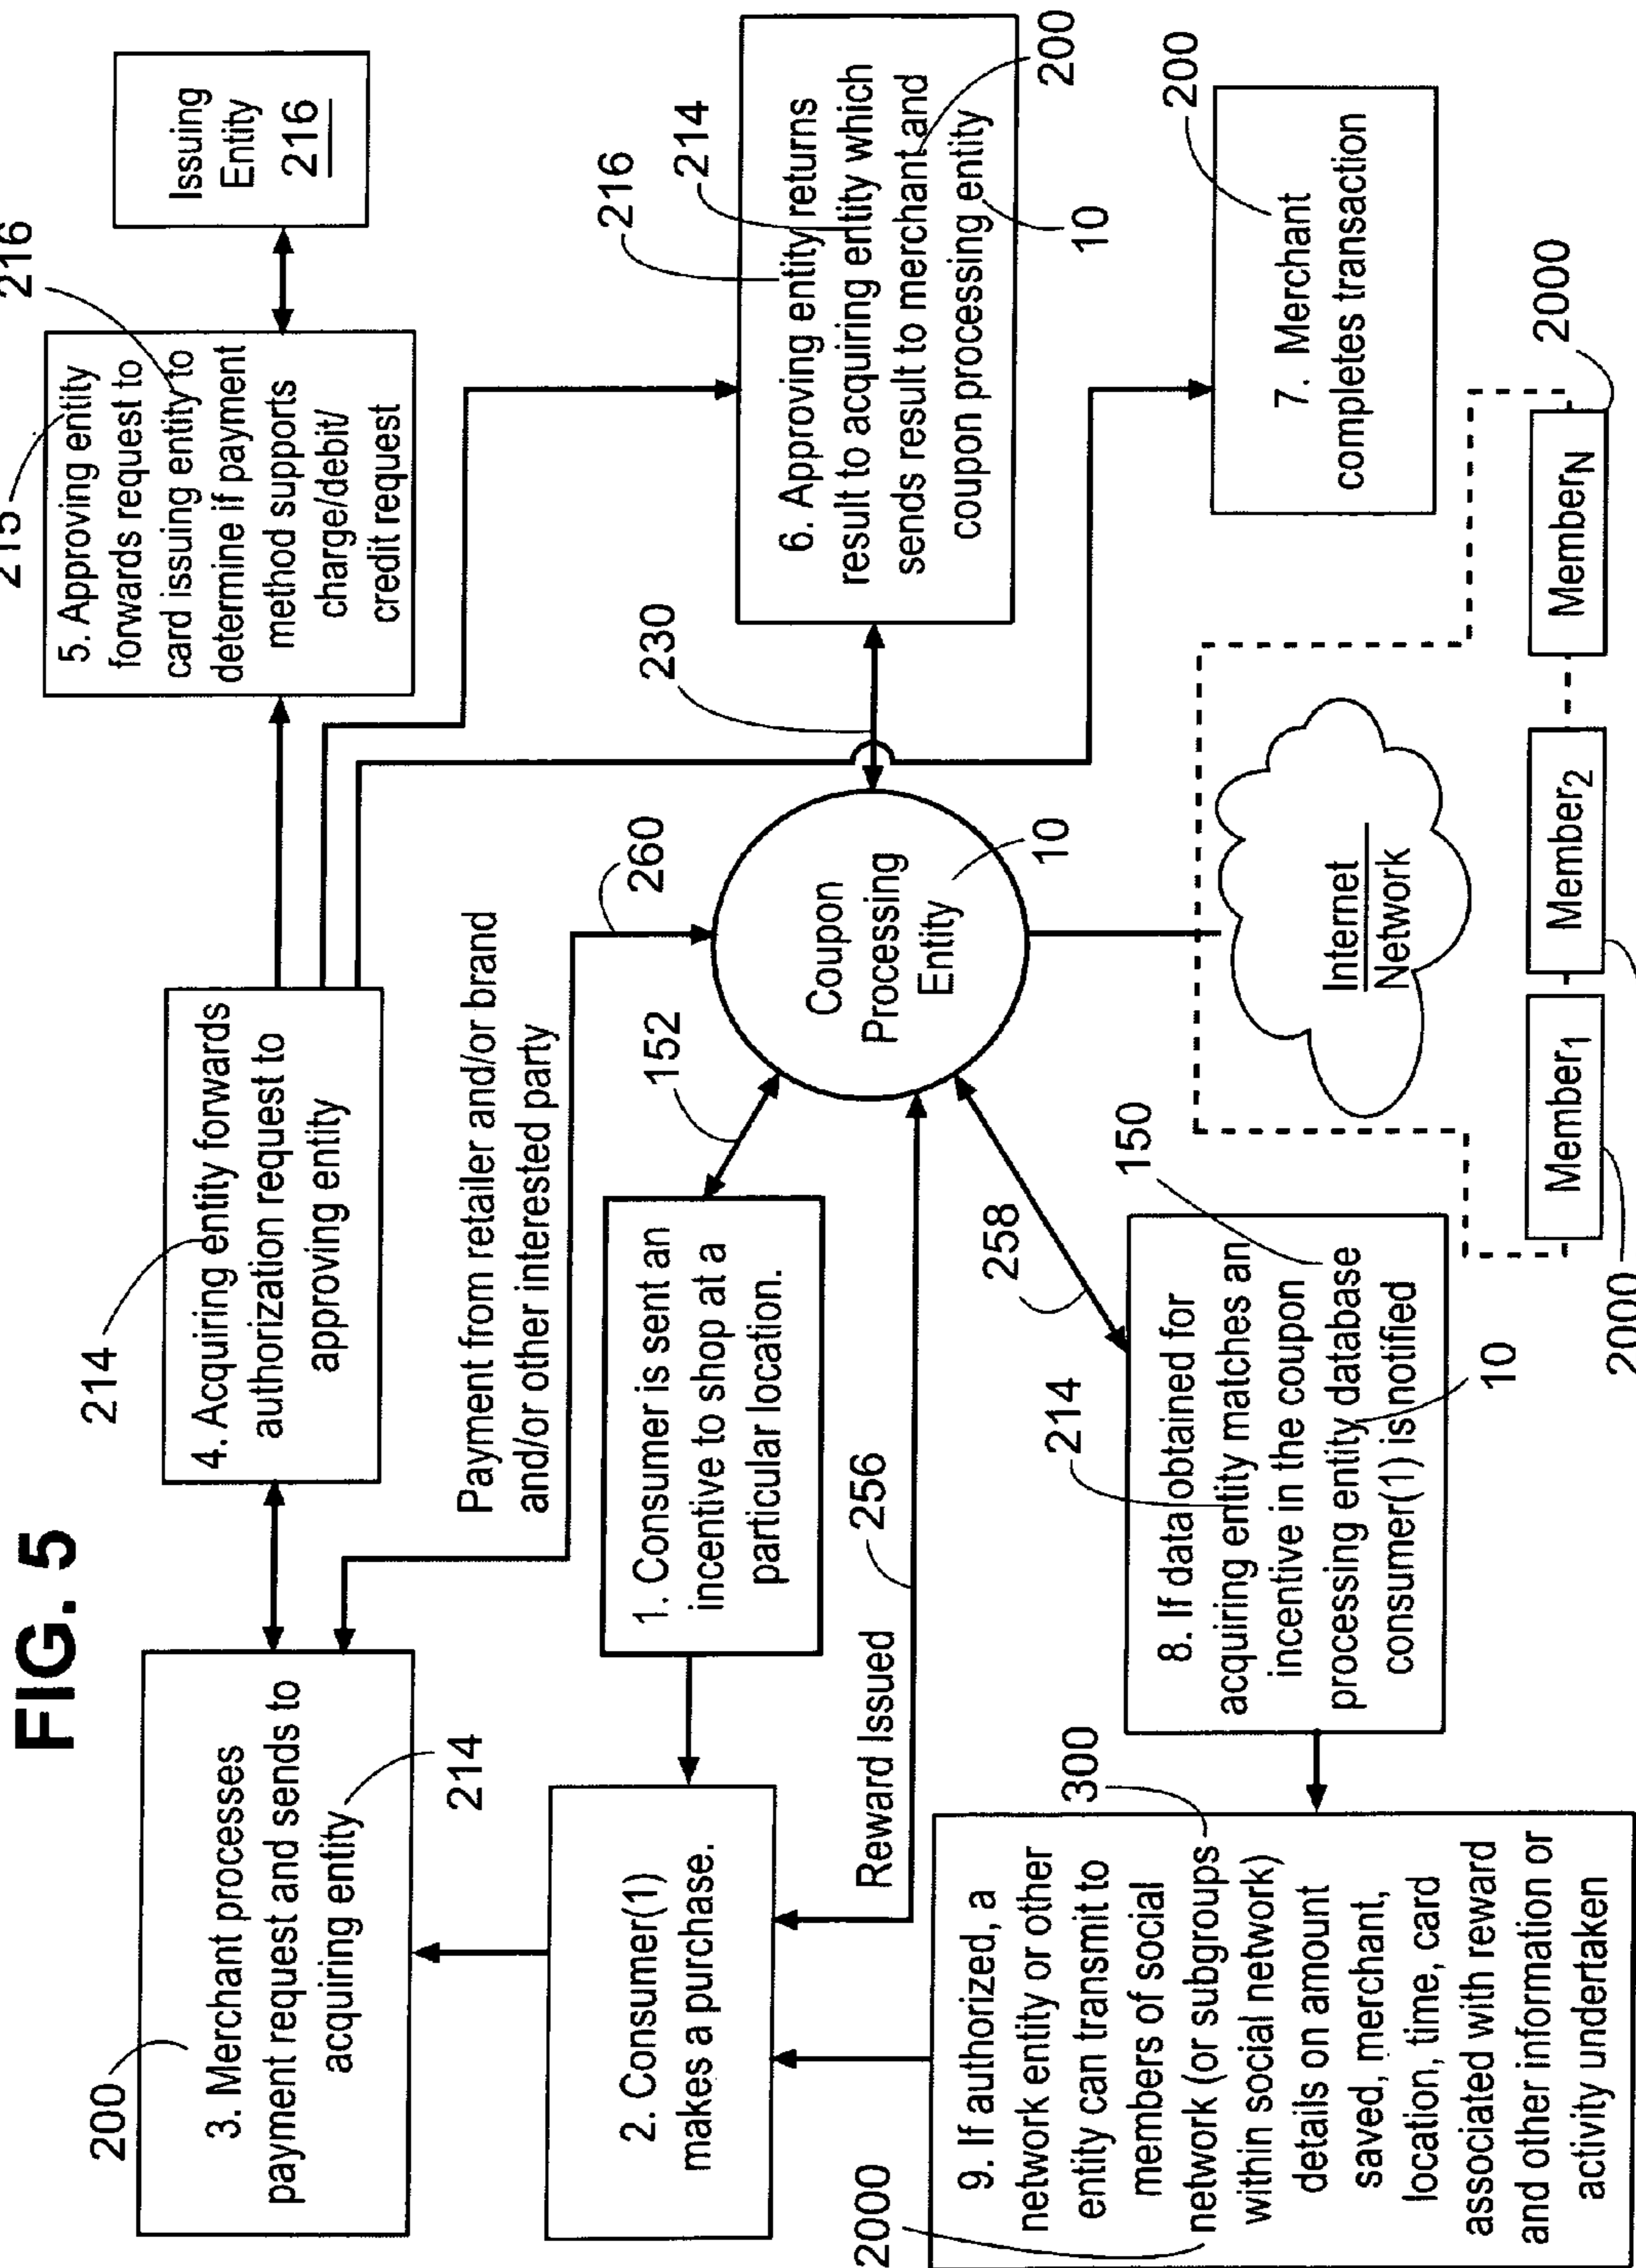 FIG. 5
200
3. Merchant processes
payment request and sends to
acquiring entity
214
214
4. Acquiring entity forwards
authorization request to
approving entity
215
216
5. Approving entity
forwards request to
card issuing entity to
determine if payment
method supports
charge/debit/
credit request
Issuing
Entity
216
Payment from retailer and/or brand
and/or other interested party
260
2. Consumer(1)
makes a purchase.
1. Consumer is sent an
incentive to shop at a
particular location.
152
Coupon
Processing
Entity
10
230
216
214
6. Approving entity returns
result to acquiring entity which
sends result to merchant and
coupon processing entity
200
10
Reward Issued
256
258
200
7. Merchant
completes transaction
2000
300
9. If authorized, a
network entity or other
entity can transmit to
members of social
network (or subgroups
within social network)
details on amount
saved, merchant,
location, time, card
associated with reward
and other information or
activity undertaken
214
150
8. If data obtained for
acquiring entity matches an
incentive in the coupon
processing entity database
consumer(1) is notified
10
Internet
Network
Member1
Member2
MemberN
2000
2000